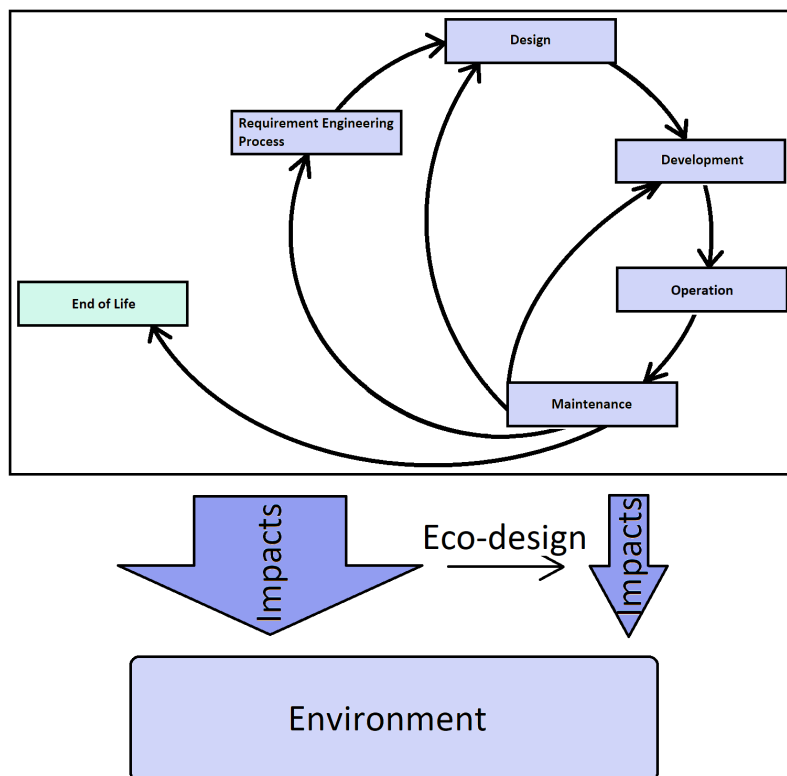 Design
Requirement Engineering
Process
Development
End of Life
Operation
Maintenance
Impacts
Eco-design
Impacts
Environment